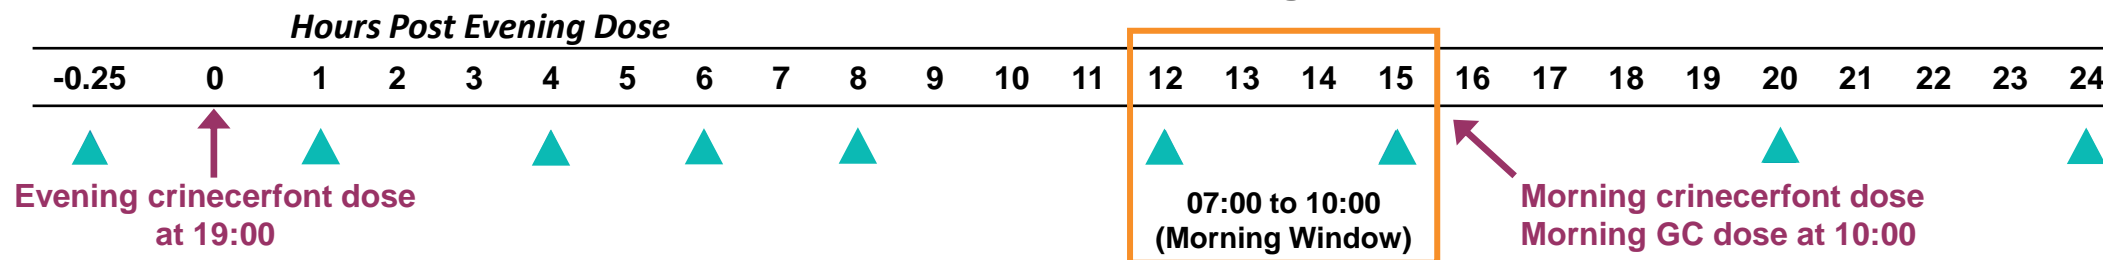 Hours Post Evening Dose
-0.25 0 1 2 3 4 5 6 7 8 9 10 11 12 13 14 15 16 17 18 19 20 21 22 23 24
Evening crinecerfont dose
at 19:00
07:00 to 10:00
(Morning Window)
Morning crinecerfont dose
Morning GC dose at 10:00